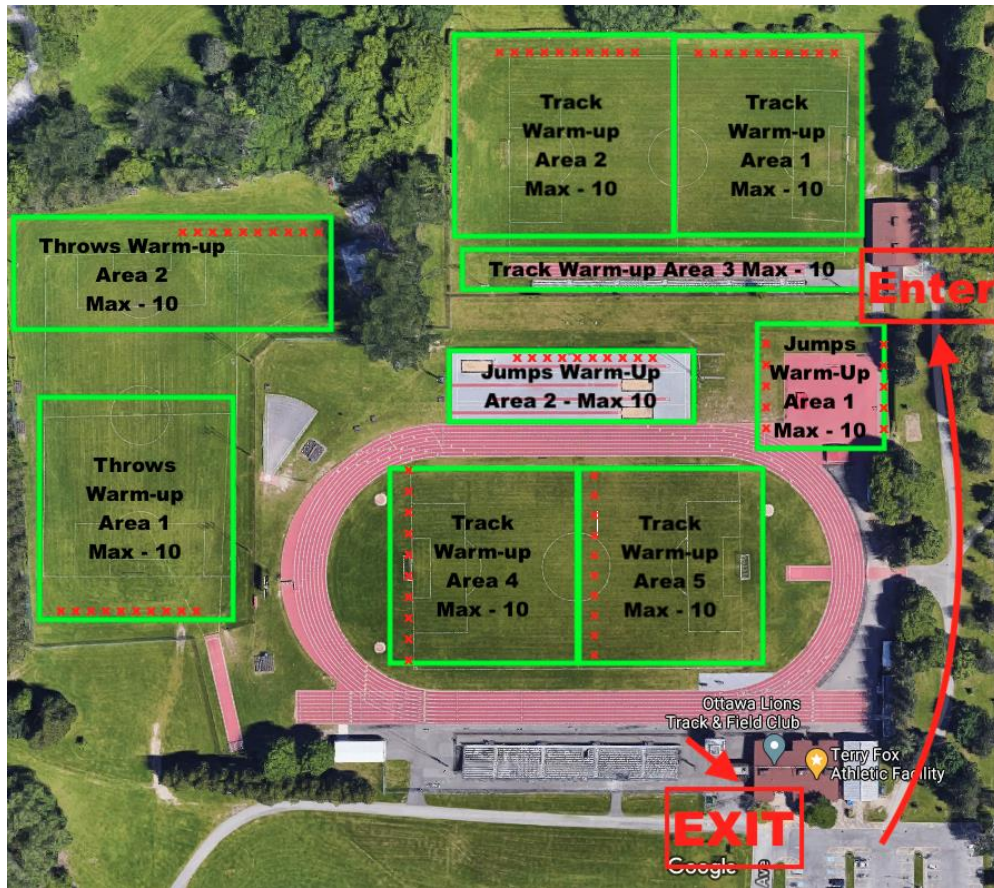 Track
Warm-up
Area 2
Max - 10
Track
Warm-up
Area 1
Max - 10
Throws Warm-up
Area 2
Max - 10
Track Warm-up Area 3 Max - 10
Enter
Jumps
Warm-Up
Area 1
Max - 10
Jumps Warm-Up
Area 2 - Max 10
Throws
Warm-up
Area 1
Max - 10
Track
Warm-up
Area 4
Max - 10
Track
Warm-up
Area 5
Max - 10
Ottawa Lions
Track & Field Club
Terry Fox
Athletic Facility
EXIT
Google
Ave